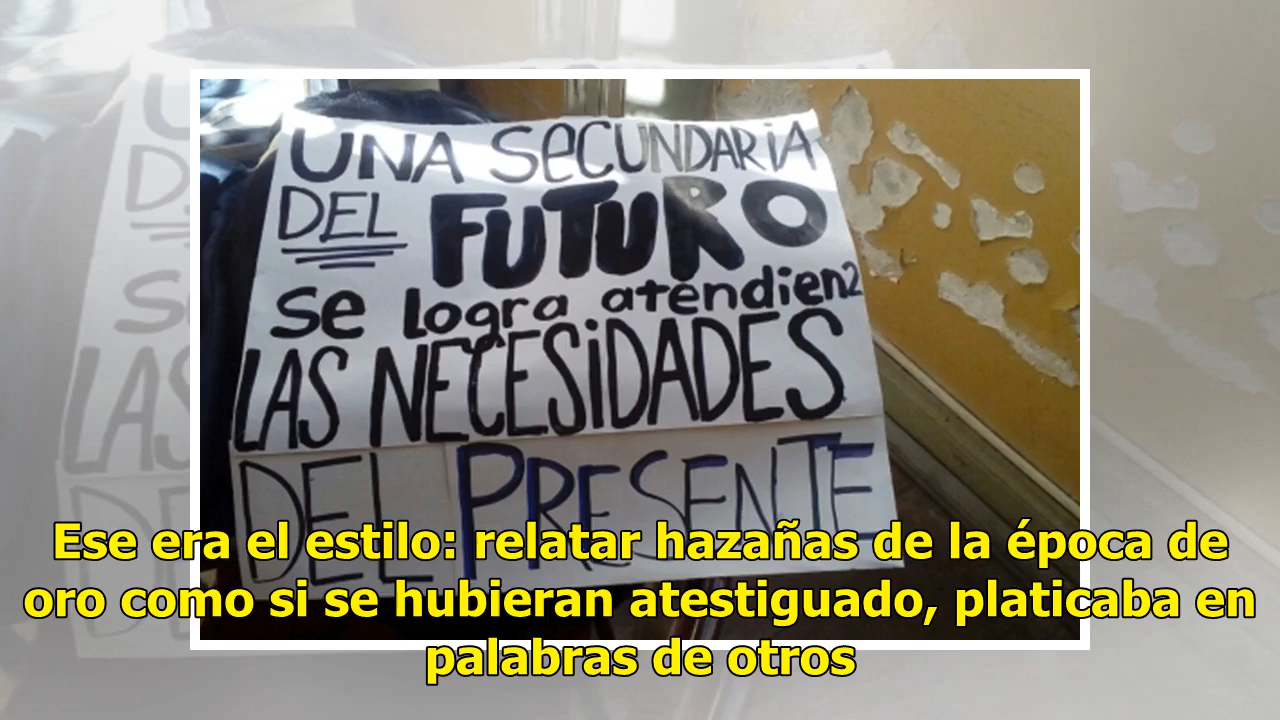 UNA SECUNDARIA
DEL FUTURO
se logra atendien2
LAS NECESiDADES
DEL PRESENTE
Ese era el estilo: relatar hazañas de la época de
oro como si se hubieran atestiguado, platicaba en
palabras de otros